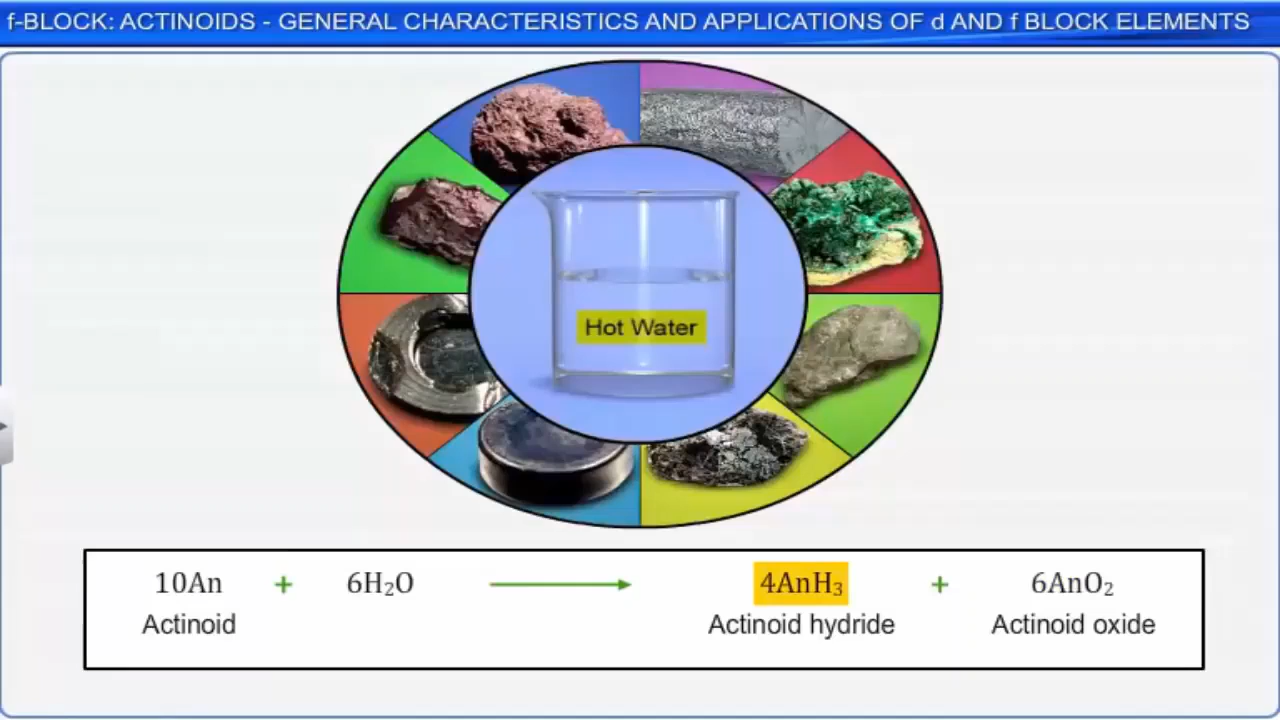 f-BLOCK: ACTINOIDS - GENERAL CHARACTERISTICS AND APPLICATIONS OF d AND f BLOCK ELEMENTS
Hot Water
10An + 6H₂O → 4AnH₃ + 6AnO₂
Actinoid Actinoid hydride Actinoid oxide